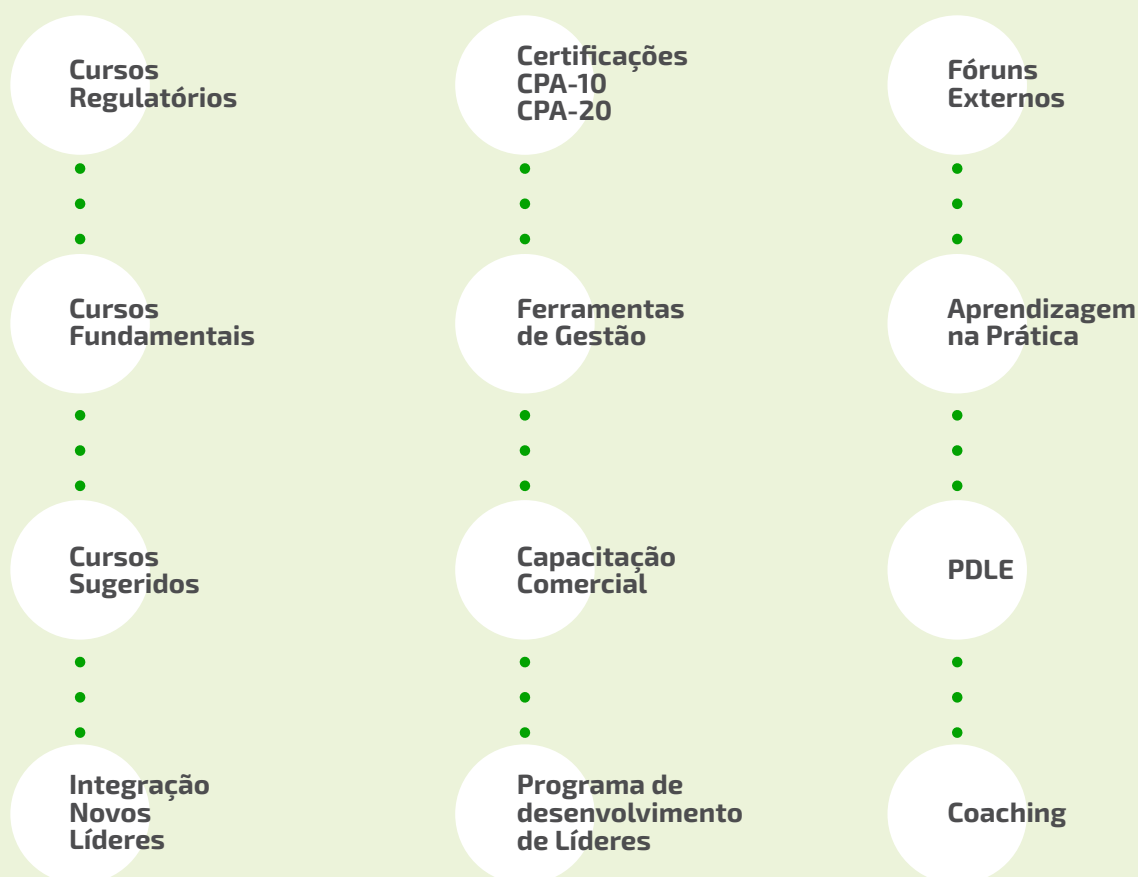 Cursos
Regulatórios
Cursos
Fundamentais
Cursos
Sugeridos
Integração
Novos
Líderes
Certificações
CPA-10
CPA-20
Ferramentas
de Gestão
Capacitação
Comercial
Programa de
desenvolvimento
de Líderes
Fóruns
Externos
Aprendizagem
na Prática
PDLE
Coaching